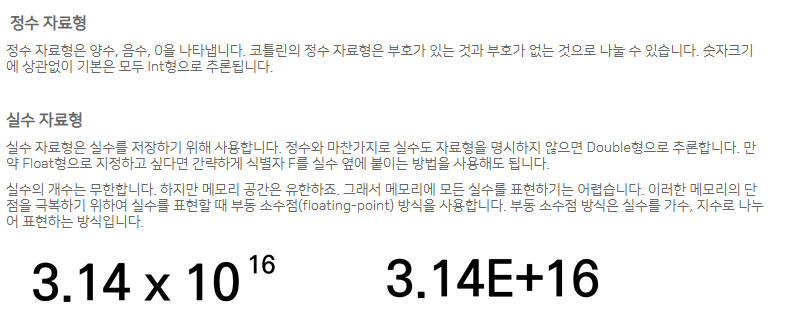 정수 자료형
정수 자료형은 양수, 음수, 0을 나타냅니다. 코틀린의 정수 자료형은 부호가 있는 것과 부호가 없는 것으로 나눌 수 있습니다. 숫자크기
에 상관없이 기본은 모두 Int형으로 추론됩니다.
실수 자료형
실수 자료형은 실수를 저장하기 위해 사용합니다. 정수와 마찬가지로 실수도 자료형을 명시하지 않으면 Double형으로 추론합니다. 만
약 Float형으로 지정하고 싶다면 간략하게 식별자 F를 실수 옆에 붙이는 방법을 사용해도 됩니다.
실수의 개수는 무한합니다. 하지만 메모리 공간은 유한하죠. 그래서 메모리에 모든 실수를 표현하기는 어렵습니다. 이러한 메모리의 단
점을 극복하기 위하여 실수를 표현할 때 부동 소수점(floating-point) 방식을 사용합니다. 부동 소수점 방식은 실수를 가수, 지수로 나누
어 표현하는 방식입니다.
3.14 x 10 16 3.14E+16